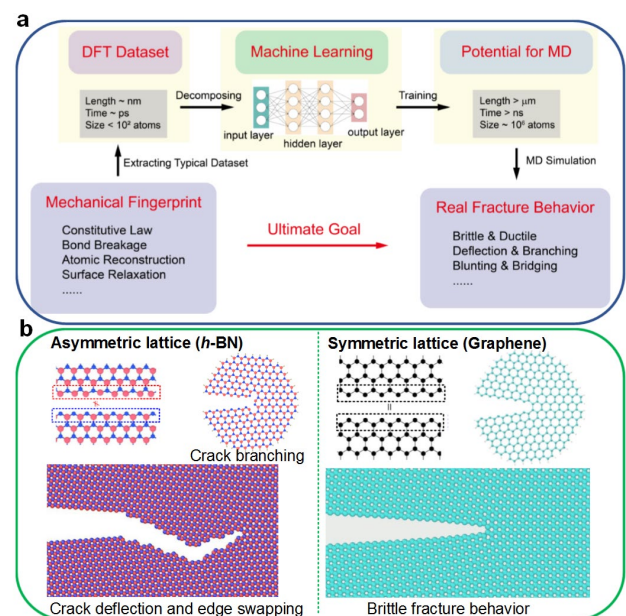 a
DFT Dataset
Machine Learning
Potential for MD
Length ~ nm
Time ~ ps
Size < 10² atoms
Decomposing
input layer
hidden layer
output layer
Training
Length > μm
Time > ns
Size ~ 10⁶ atoms
Extracting Typical Dataset
MD Simulation
Mechanical Fingerprint
Constitutive Law
Bond Breakage
Atomic Reconstruction
Surface Relaxation
......
Ultimate Goal
Real Fracture Behavior
Brittle & Ductile
Deflection & Branching
Blunting & Bridging
......
b
Asymmetric lattice (h-BN)
Crack branching
Crack deflection and edge swapping
Symmetric lattice (Graphene)
Brittle fracture behavior